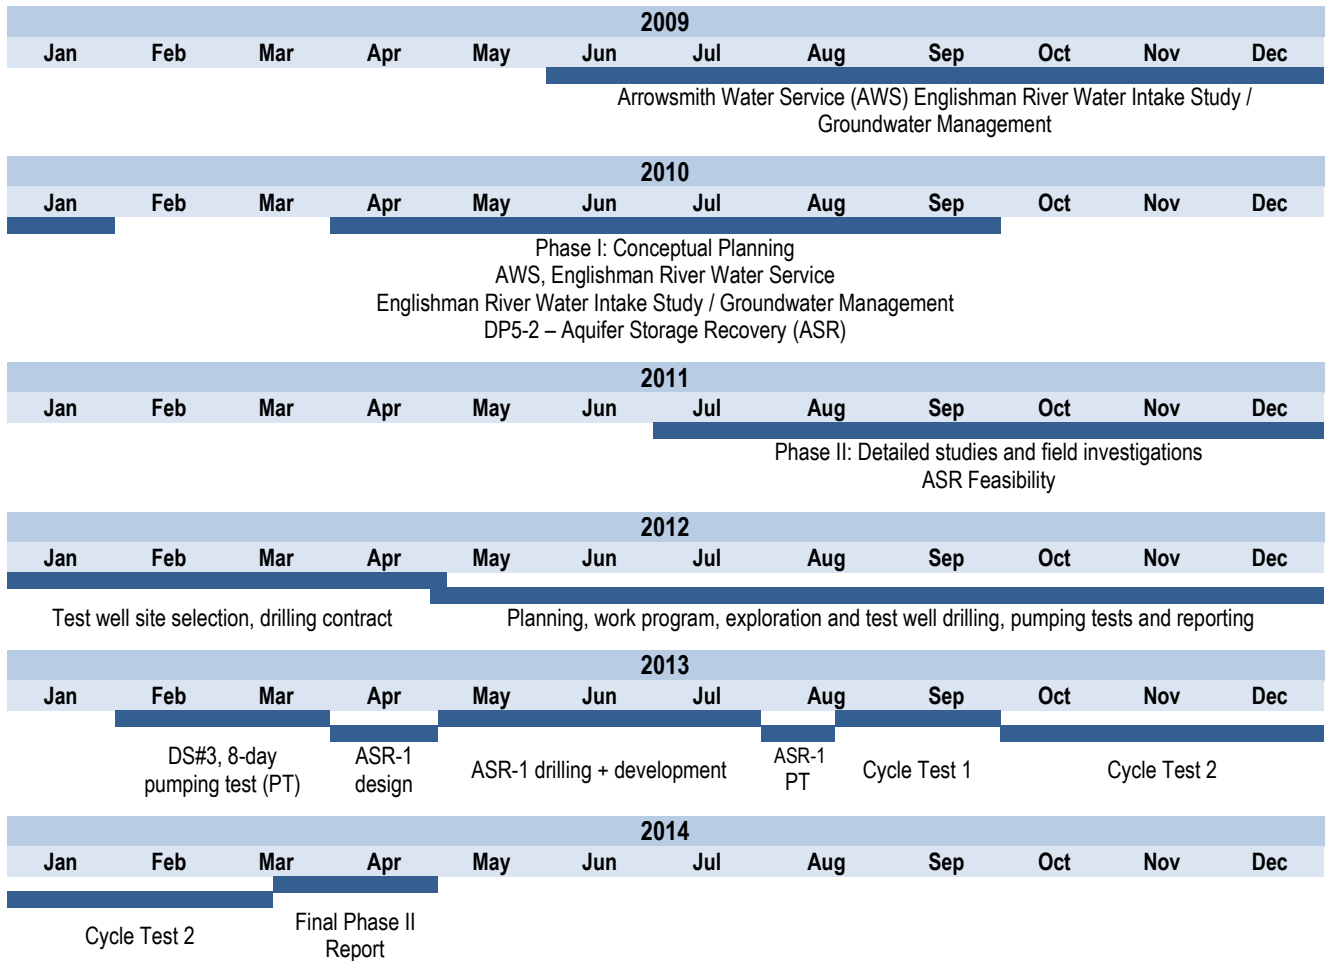 2009
Jan Feb Mar Apr May Jun Jul Aug Sep Oct Nov Dec
Arrowsmith Water Service (AWS) Englishman River Water Intake Study /
Groundwater Management
2010
Jan Feb Mar Apr May Jun Jul Aug Sep Oct Nov Dec
Phase I: Conceptual Planning
AWS, Englishman River Water Service
Englishman River Water Intake Study / Groundwater Management
DP5-2 – Aquifer Storage Recovery (ASR)
2011
Jan Feb Mar Apr May Jun Jul Aug Sep Oct Nov Dec
Phase II: Detailed studies and field investigations
ASR Feasibility
2012
Jan Feb Mar Apr May Jun Jul Aug Sep Oct Nov Dec
Test well site selection, drilling contract
Planning, work program, exploration and test well drilling, pumping tests and reporting
2013
Jan Feb Mar Apr May Jun Jul Aug Sep Oct Nov Dec
DS#3, 8-day
pumping test (PT)
ASR-1
design
ASR-1 drilling + development
ASR-1
PT
Cycle Test 1
Cycle Test 2
2014
Jan Feb Mar Apr May Jun Jul Aug Sep Oct Nov Dec
Cycle Test 2
Final Phase II
Report